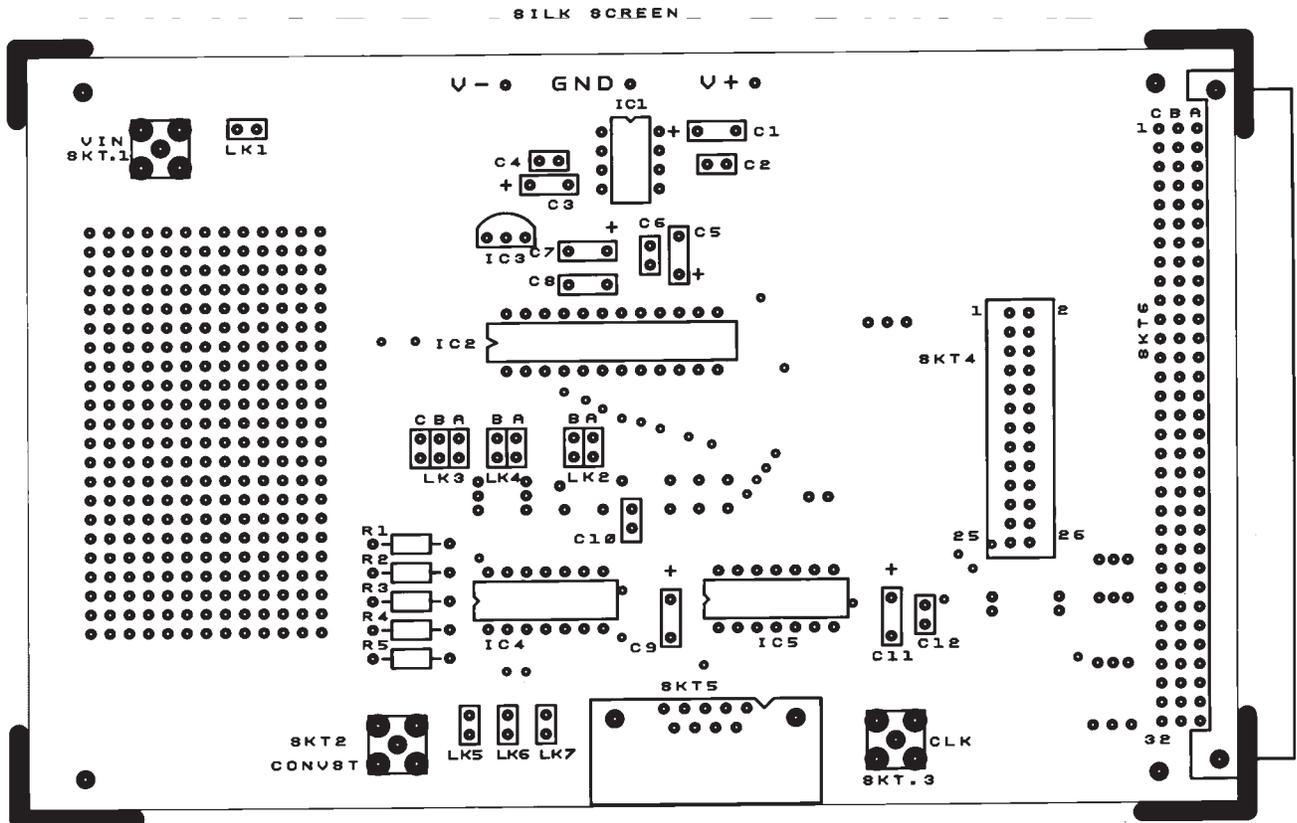 SILK SCREEN
V- GND V+
IC1
C B A
1
VIN
SKT.1
LK1
+ C1
C4
C2
+
C3
+
C6
C5
IC3
C7
+
C8
1 2
SKT6
IC2
SKT4
C B A B A B A
LK3 LK4 LK2
R1
C10
25 26
R2
+ +
R3
R4
R5
IC4
C9
IC5
C11 C12
SKT5
SKT2
CONVST
LK5 LK6 LK7
CLK
SKT.3
32